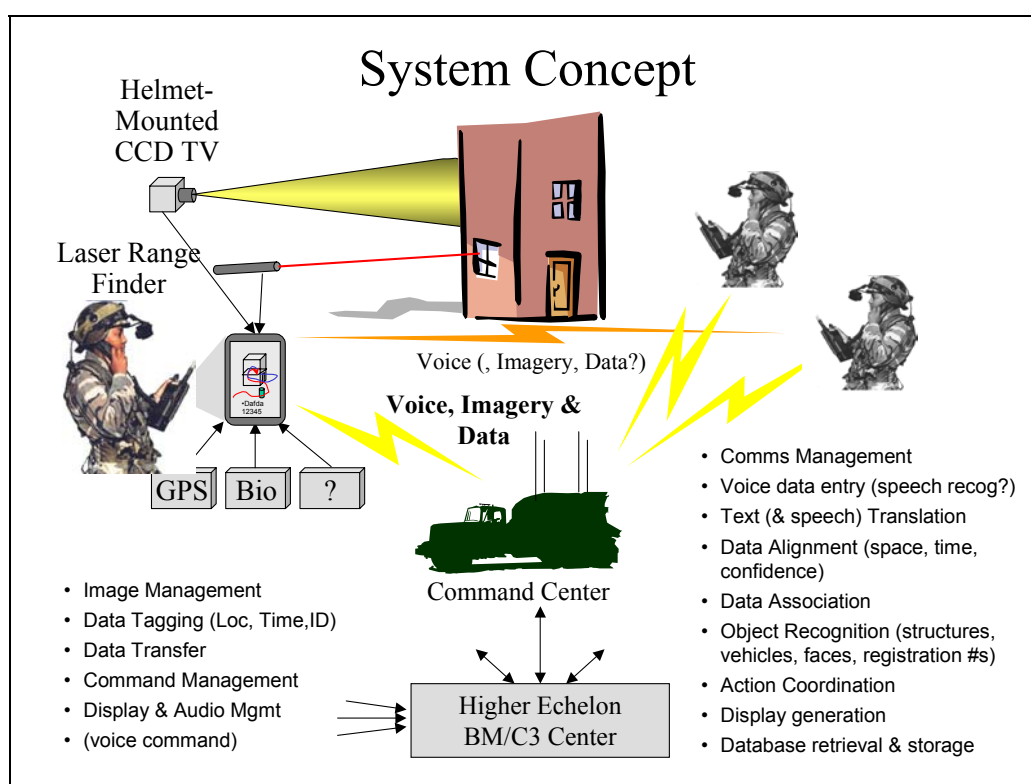 System Concept
Helmet-
Mounted
CCD TV
Laser Range
Finder
•Dafda
12345
GPS
Bio
?
Voice (, Imagery, Data?)
Voice, Imagery &
Data
Command Center
Higher Echelon
BM/C3 Center
• Image Management
• Data Tagging (Loc, Time,ID)
• Data Transfer
• Command Management
• Display & Audio Mgmt
• (voice command)
• Comms Management
• Voice data entry (speech recog?)
• Text (& speech) Translation
• Data Alignment (space, time,
confidence)
• Data Association
• Object Recognition (structures,
vehicles, faces, registration #s)
• Action Coordination
• Display generation
• Database retrieval & storage